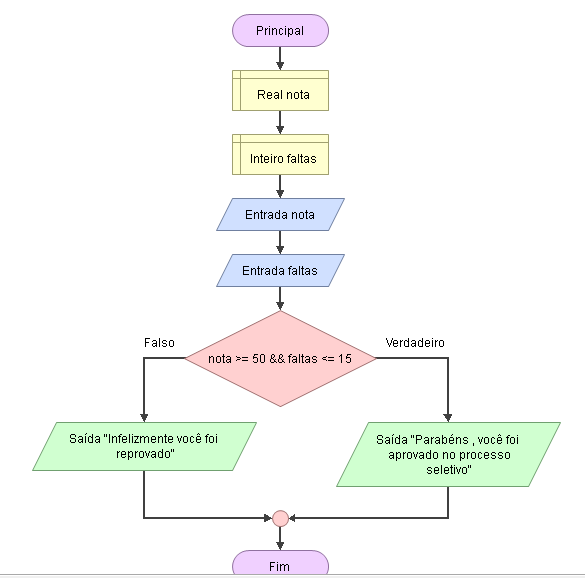 Principal
Real nota
Inteiro faltas
Entrada nota
Entrada faltas
Falso
Verdadeiro
nota >= 50 && faltas <= 15
Saída "Infelizmente você foi
reprovado"
Saída "Parabéns , você foi
aprovado no processo
seletivo"
Fim